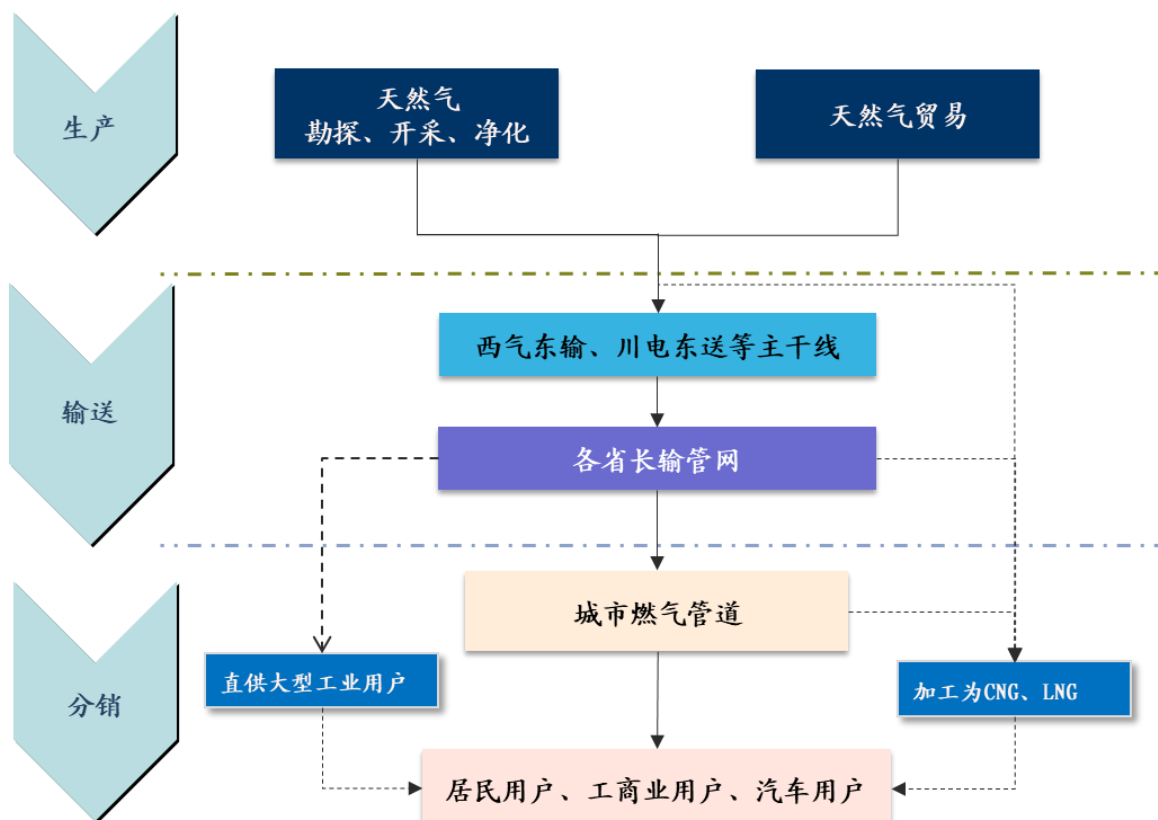 生产
天然气
勘探、开采、净化
天然气贸易
输送
西气东输、川电东送等主干线
各省长输管网
分销
城市燃气管道
直供大型工业用户
加工为CNG、LNG
居民用户、工商业用户、汽车用户